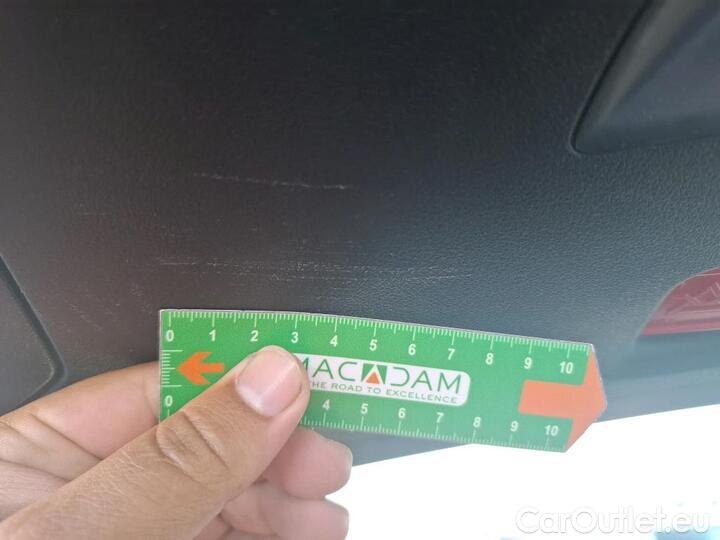 0 1 2 3 4 5 6 7 8 9 10
MACADAM
THE ROAD TO EXCELLENCE
0 4 5 6 7 8 9 10
CarOutlet.eu